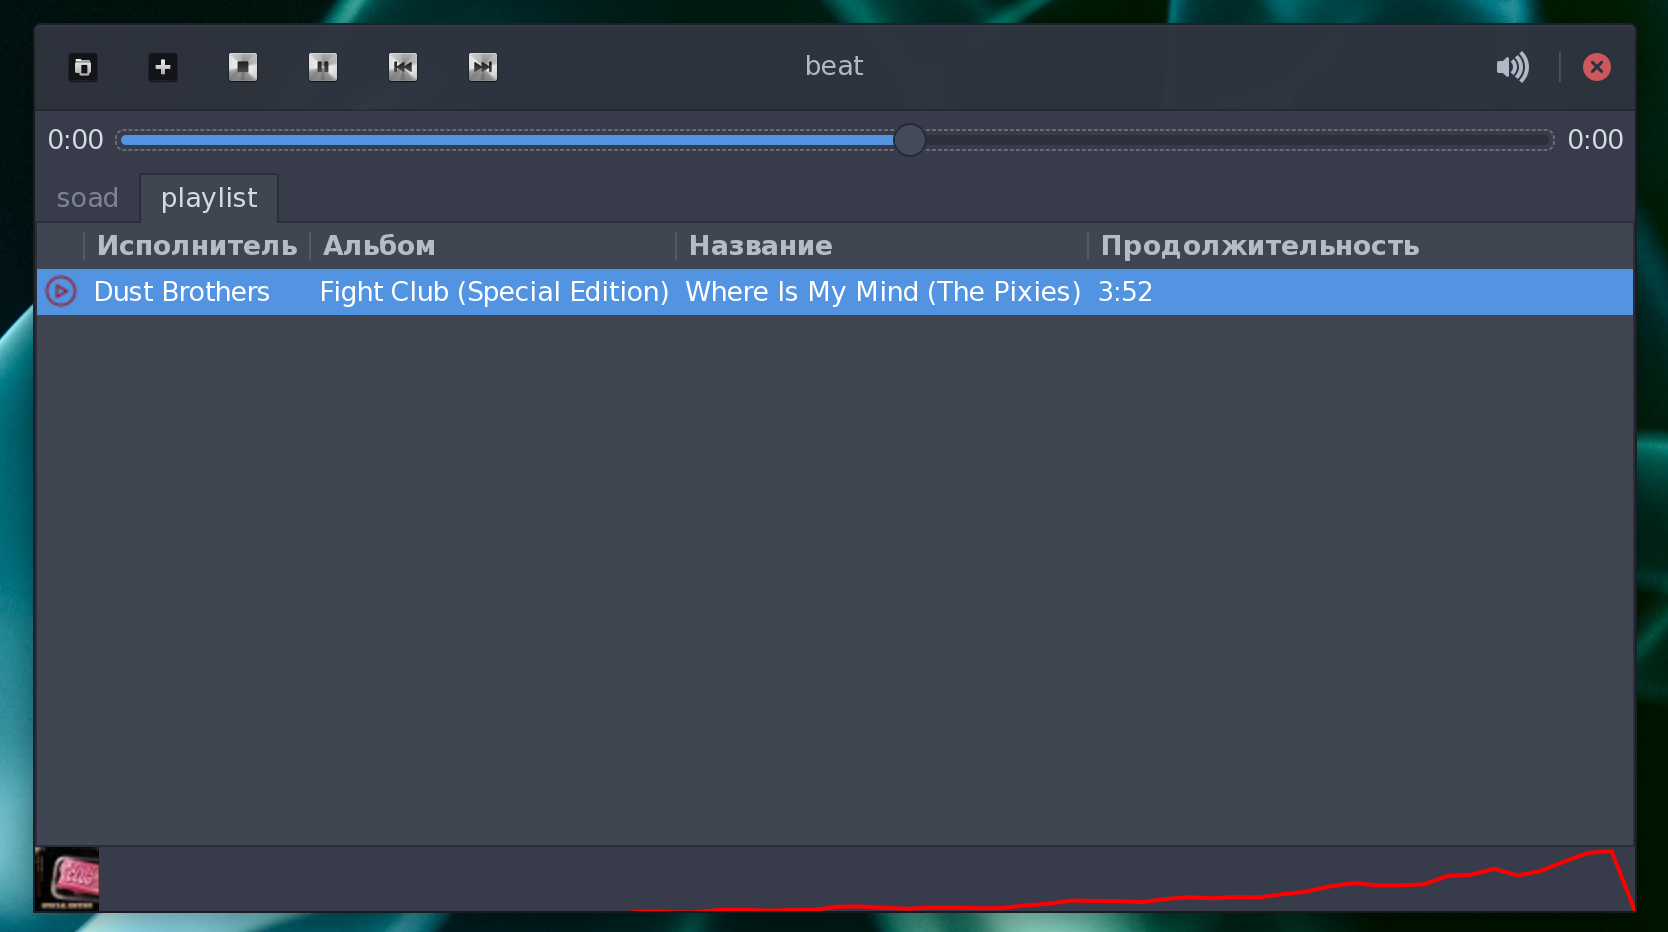 beat
0:00 0:00
soad playlist
Исполнитель Альбом Название Продолжительность
Dust Brothers Fight Club (Special Edition) Where Is My Mind (The Pixies) 3:52